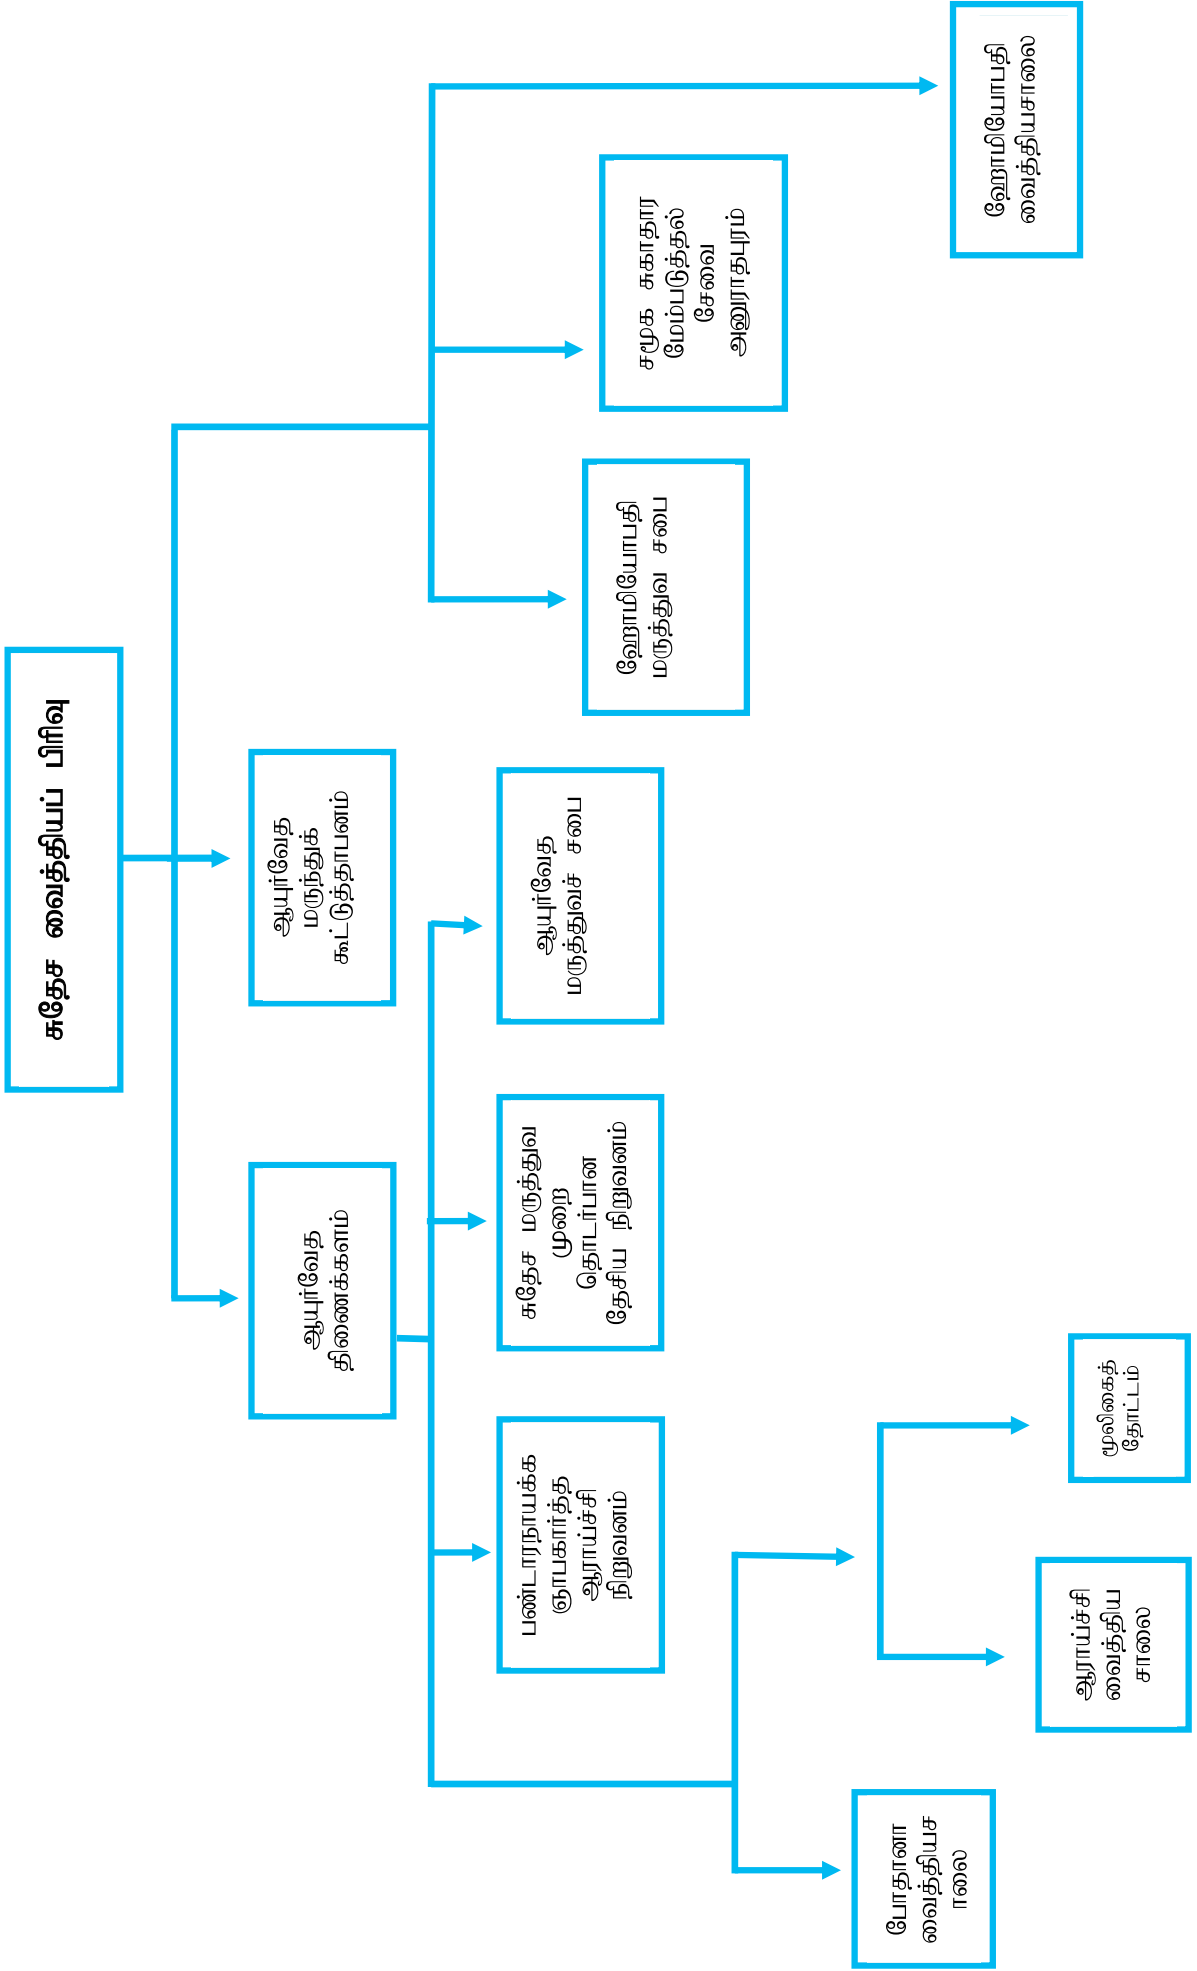 சுதேச வைத்தியப் பிரிவு
ஆயுர்வேத
திணைக்களம்
ஆயுர்வேத
மருந்துக்
கூட்டுத்தாபனம்
பண்டாரநாயக்க
ஞாபகார்த்த
ஆராய்ச்சி
நிறுவனம்
சுதேச மருத்துவ
முறை
தொடர்பான
தேசிய நிறுவனம்
ஆயுர்வேத
மருத்துவச் சபை
ஹோமியோபதி
மருத்துவ சபை
சமூக சுகாதார
மேம்படுத்தல்
சேவை
அனுராதபுரம்
ஹோமியோபதி
வைத்தியசாலை
போதானா
வைத்தியச
ாலை
ஆராய்ச்சி
வைத்திய
சாலை
மூலிகைத்
தோட்டம்